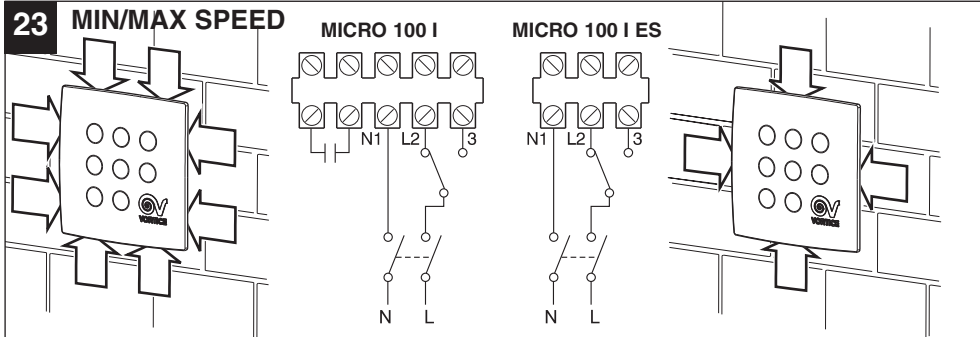 23 MIN/MAX SPEED
MICRO 100 I
MICRO 100 I ES
N1 L2 3
N1 L2 3
VORTICE
VORTICE
N L
N L